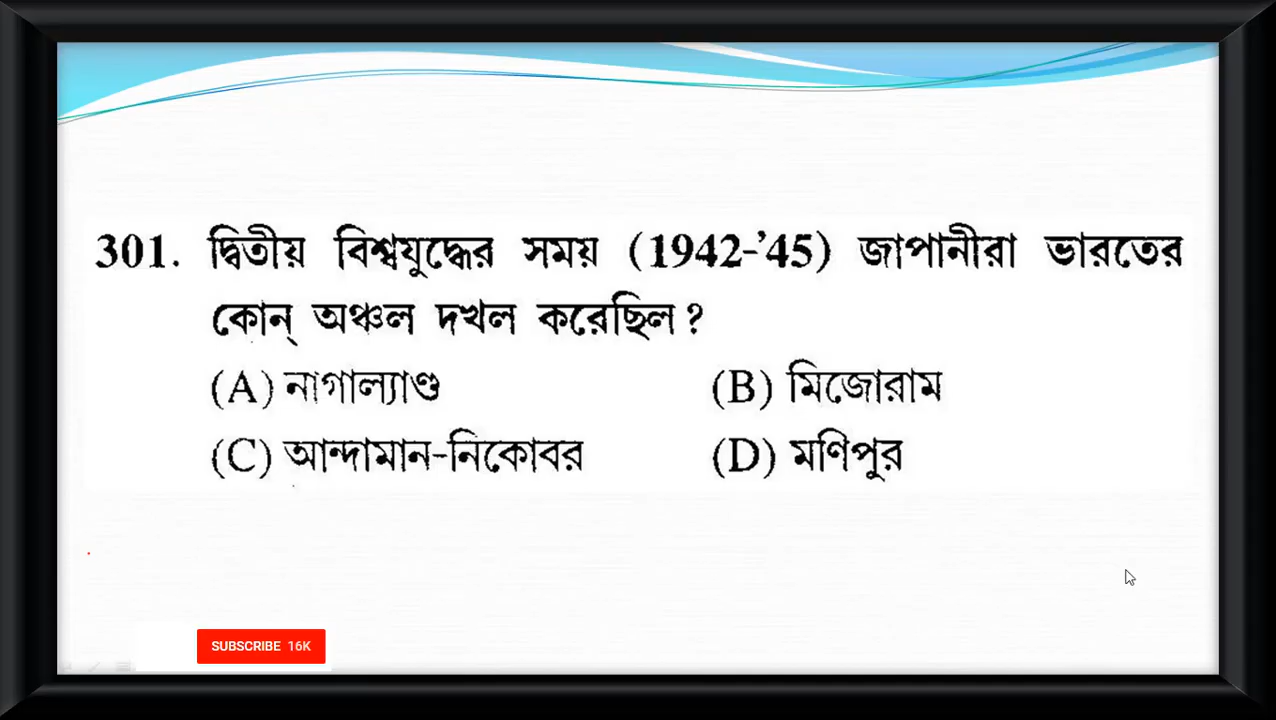 301. দ্বিতীয় বিশ্বযুদ্ধের সময় (1942-’45) জাপানীরা ভারতের
কোন্ অঞ্চল দখল করেছিল?
(A) নাগাল্যাণ্ড (B) মিজোরাম
(C) আন্দামান-নিকোবর (D) মণিপুর
SUBSCRIBE 16K